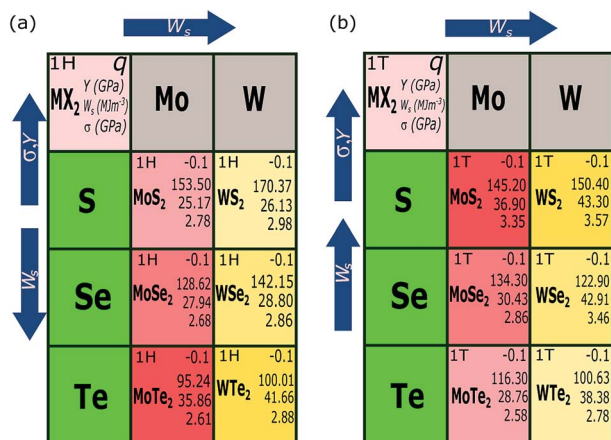 (a)
W_s
1H q
MX₂ Y (GPa)
W_s (MJm⁻³)
σ (GPa)
Mo
W
σ,Y
W_s
S
1H -0.1
MoS₂ 153.50
25.17
2.78
1H -0.1
WS₂ 170.37
26.13
2.98
Se
1H -0.1
MoSe₂ 128.62
27.94
2.68
1H -0.1
WSe₂ 142.15
28.80
2.86
Te
1H -0.1
MoTe₂ 95.24
35.86
2.61
1H -0.1
WTe₂ 100.01
41.66
2.88
(b)
W_s
1T q
MX₂ Y (GPa)
W_s (MJm⁻³)
σ (GPa)
Mo
W
σ,Y
W_s
S
1T -0.1
MoS₂ 145.20
36.90
3.35
1T -0.1
WS₂ 150.40
43.30
3.57
Se
1T -0.1
MoSe₂ 134.30
30.43
2.86
1T -0.1
WSe₂ 122.90
42.91
3.46
Te
1T -0.1
MoTe₂ 116.30
28.76
2.58
1T -0.1
WTe₂ 100.63
38.38
2.78